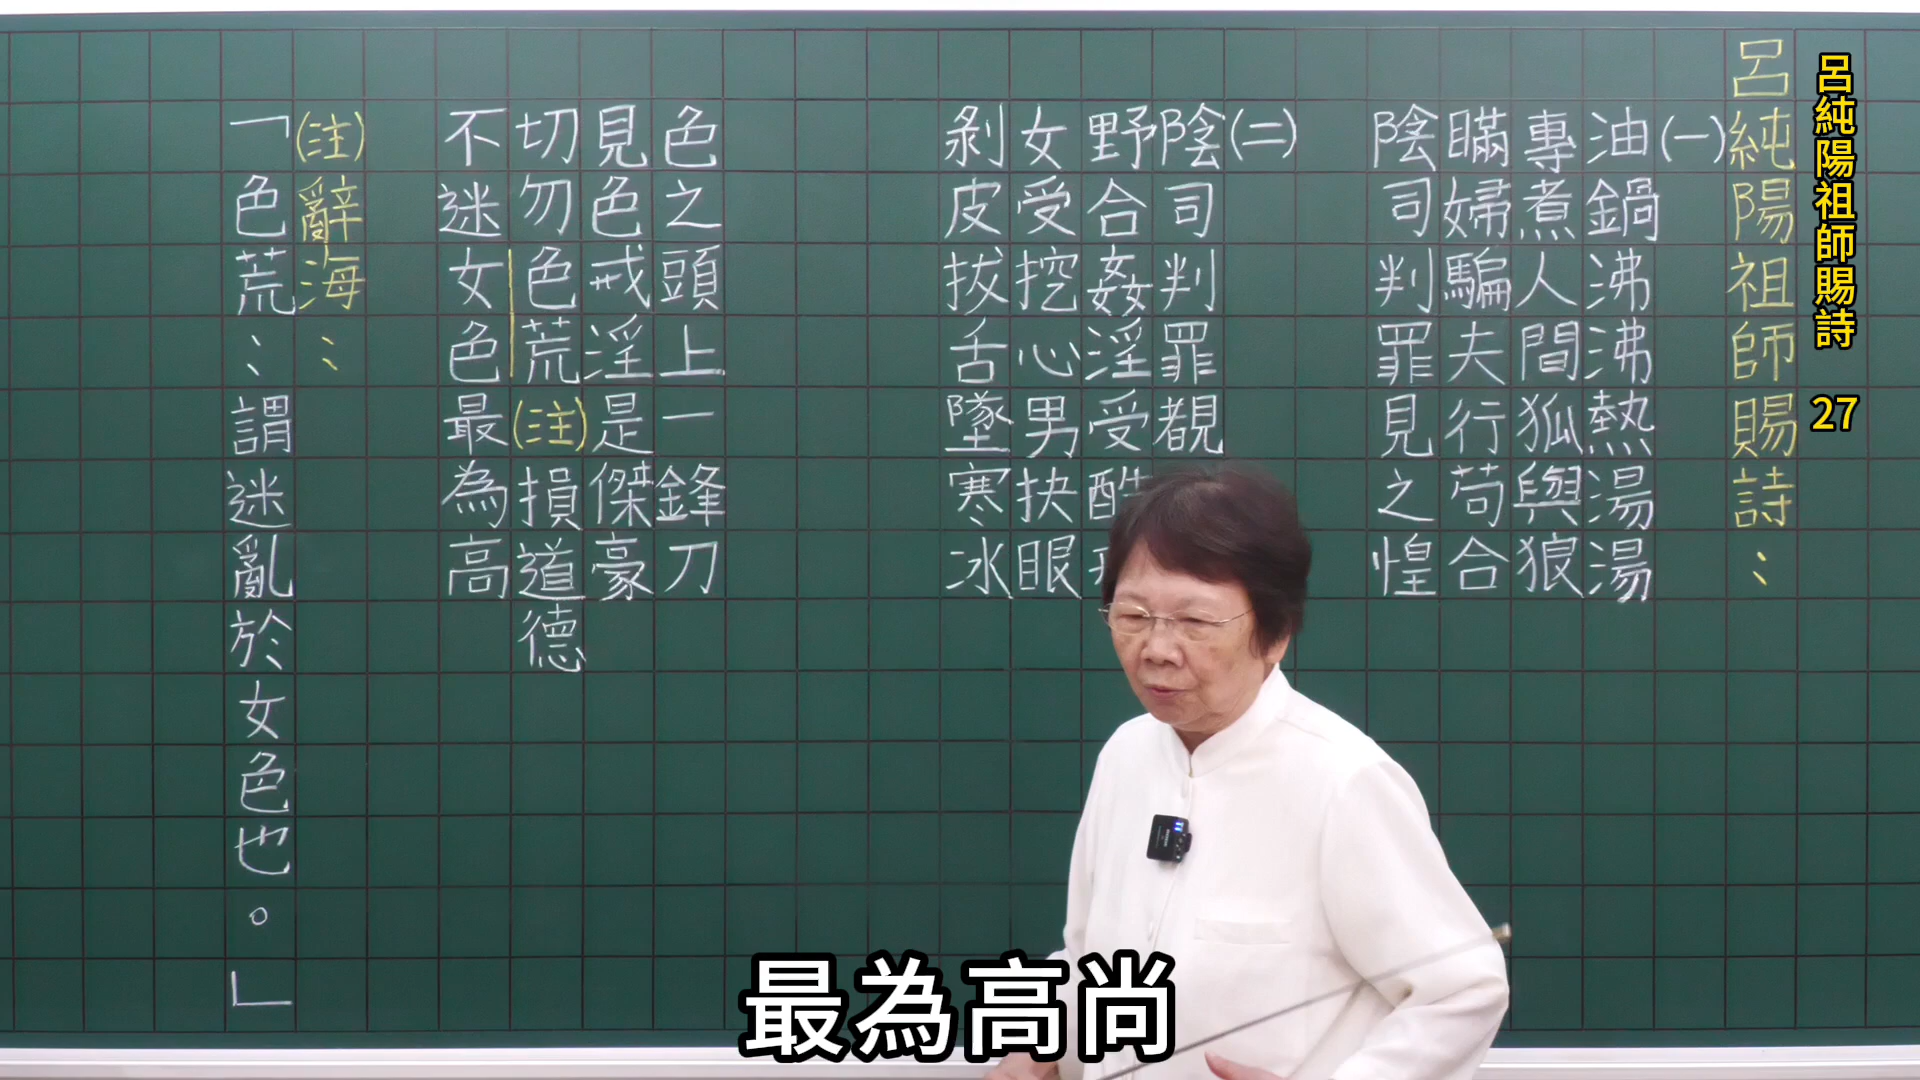 呂純陽祖師賜詩 27
呂純陽祖師賜詩：
(一)
油鍋沸沸熱湯湯
專煮人間狐與狼
瞞婦騙夫行苟合
陰司判罪見之惶
(二)
陰司判罪覩
野合姦淫受酷
女受挖心男抉眼
剝皮拔舌墜寒冰
色之頭上一鋒刀
見色戒淫是傑豪
切勿色荒(注)損道德
不迷女色最為高
(注)辭海：
「色荒：謂迷亂於女色也。」
最為高尚